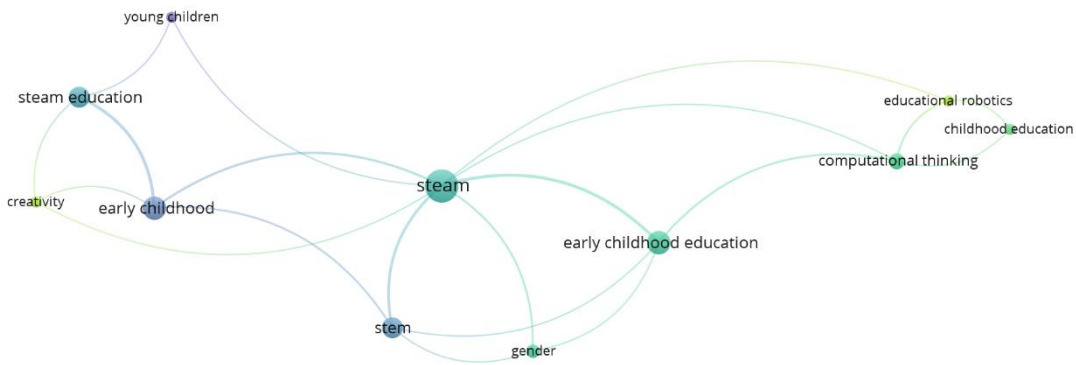 young children
steam education
educational robotics
childhood education
computational thinking
steam
creativity
early childhood
early childhood education
stem
gender